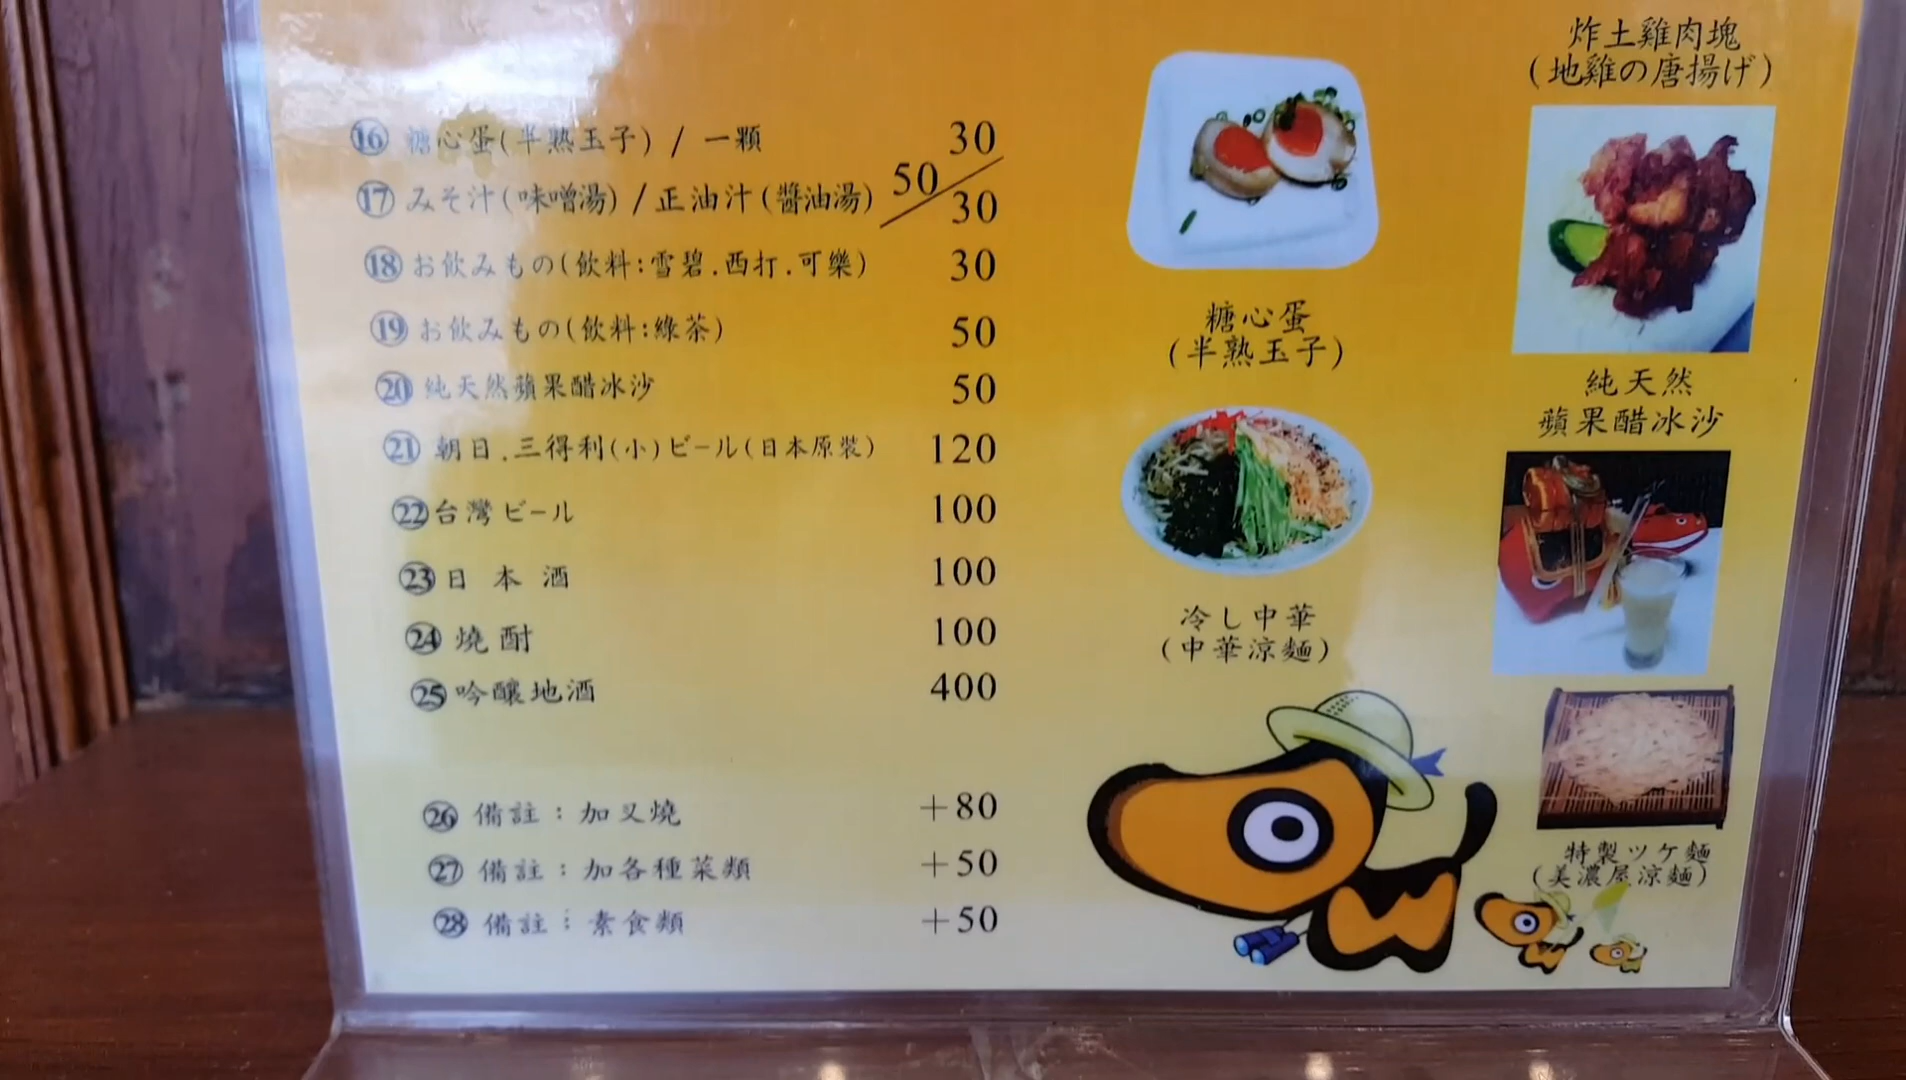 ⑯ 糖心蛋(半熟玉子) / 一顆 30
⑰ みそ汁(味噌湯) / 正油汁(醬油湯) 50/30
⑱ お飲みもの(飲料:雪碧.西打.可樂) 30
⑲ お飲みもの(飲料:綠茶) 50
⑳ 純天然蘋果醋冰沙 50
㉑ 朝日.三得利(小)ビール(日本原裝) 120
㉒ 台灣ビール 100
㉓ 日本酒 100
㉔ 燒酎 100
㉕ 吟釀地酒 400
㉖ 備註：加叉燒 +80
㉗ 備註：加各種菜類 +50
㉘ 備註：素食類 +50
糖心蛋
(半熟玉子)
冷し中華
(中華涼麵)
炸土雞肉塊
(地雞の唐揚げ)
純天然
蘋果醋冰沙
特製ツケ麵
(美濃屋涼麵)